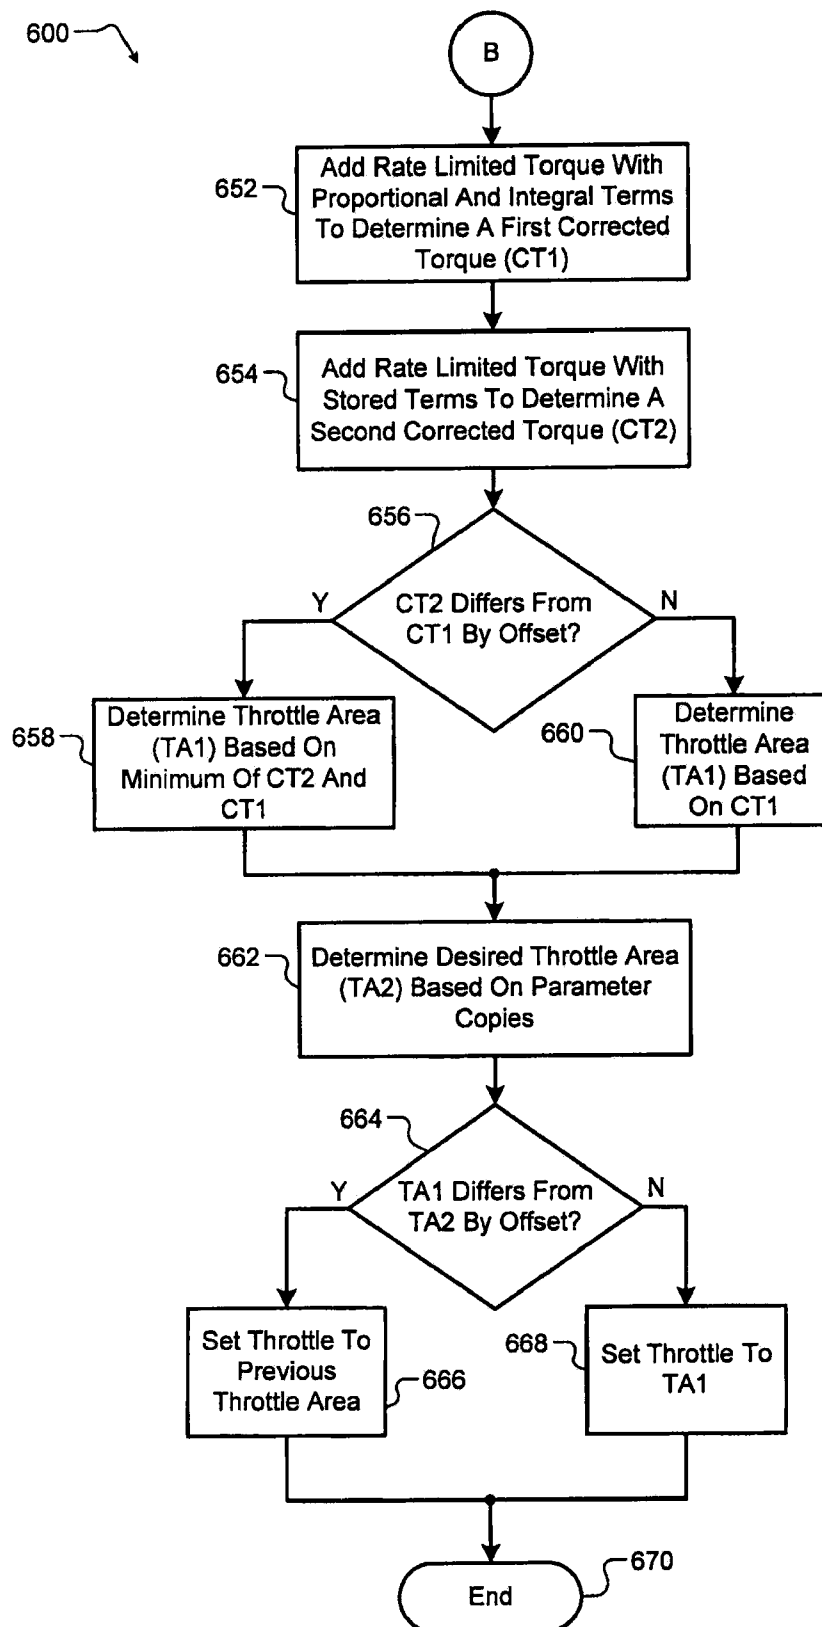 600
B
652
Add Rate Limited Torque With
Proportional And Integral Terms
To Determine A First Corrected
Torque (CT1)
654
Add Rate Limited Torque With
Stored Terms To Determine A
Second Corrected Torque (CT2)
656
Y
CT2 Differs From
CT1 By Offset?
N
658
Determine Throttle Area
(TA1) Based On
Minimum Of CT2 And
CT1
660
Determine
Throttle Area
(TA1) Based
On CT1
662
Determine Desired Throttle Area
(TA2) Based On Parameter
Copies
664
Y
TA1 Differs From
TA2 By Offset?
N
Set Throttle To
Previous
Throttle Area
666
668
Set Throttle To
TA1
End
670